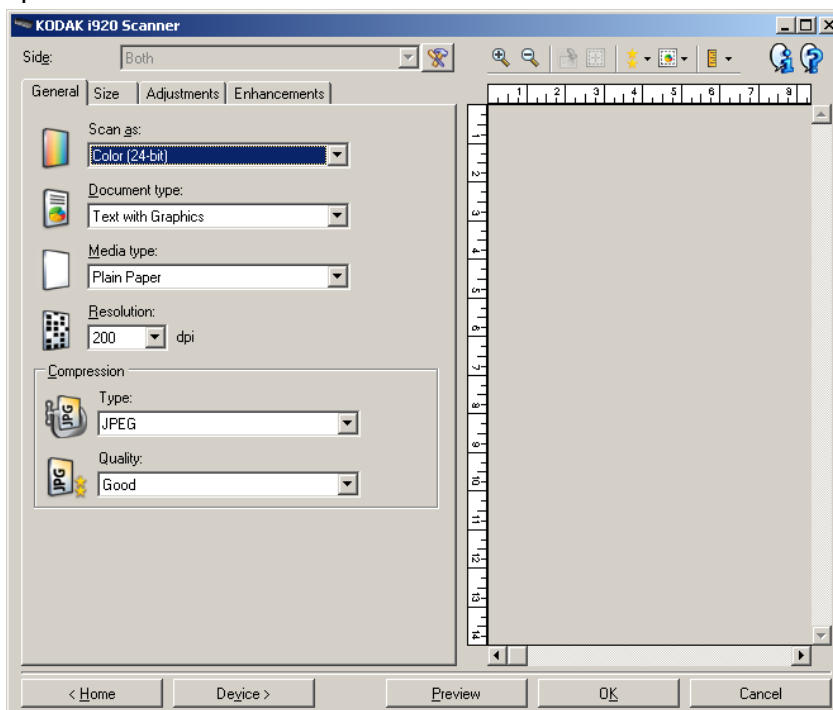 KODAK i920 Scanner
Side: Both
General Size Adjustments Enhancements
Scan as:
Color (24-bit)
Document type:
Text with Graphics
Media type:
Plain Paper
Resolution:
200 dpi
Compression
Type:
JPG JPEG
Quality:
JPG Good
1 2 3 4 5 6 7 8
1
2
3
4
5
6
7
8
9
10
11
12
13
14
< Home Device > Preview OK Cancel